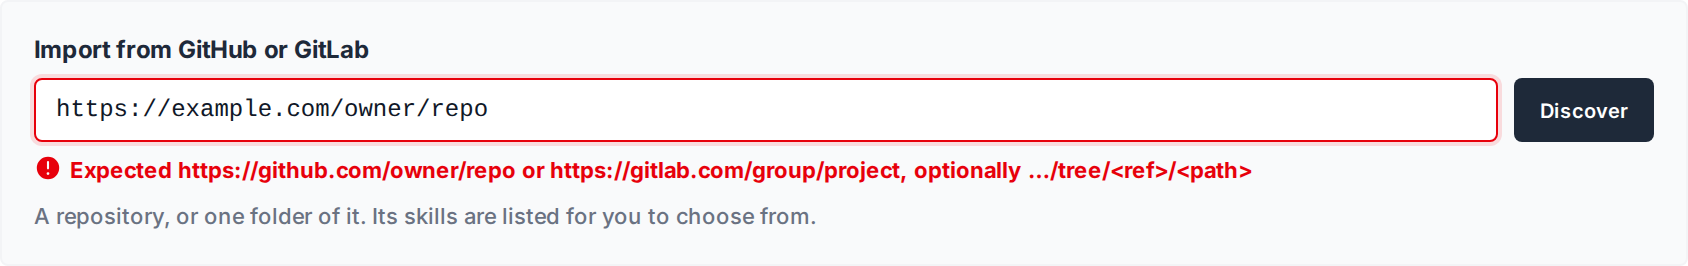 Import from GitHub or GitLab
https://example.com/owner/repo
Discover
Expected https://github.com/owner/repo or https://gitlab.com/group/project, optionally .../tree/<ref>/<path>
A repository, or one folder of it. Its skills are listed for you to choose from.